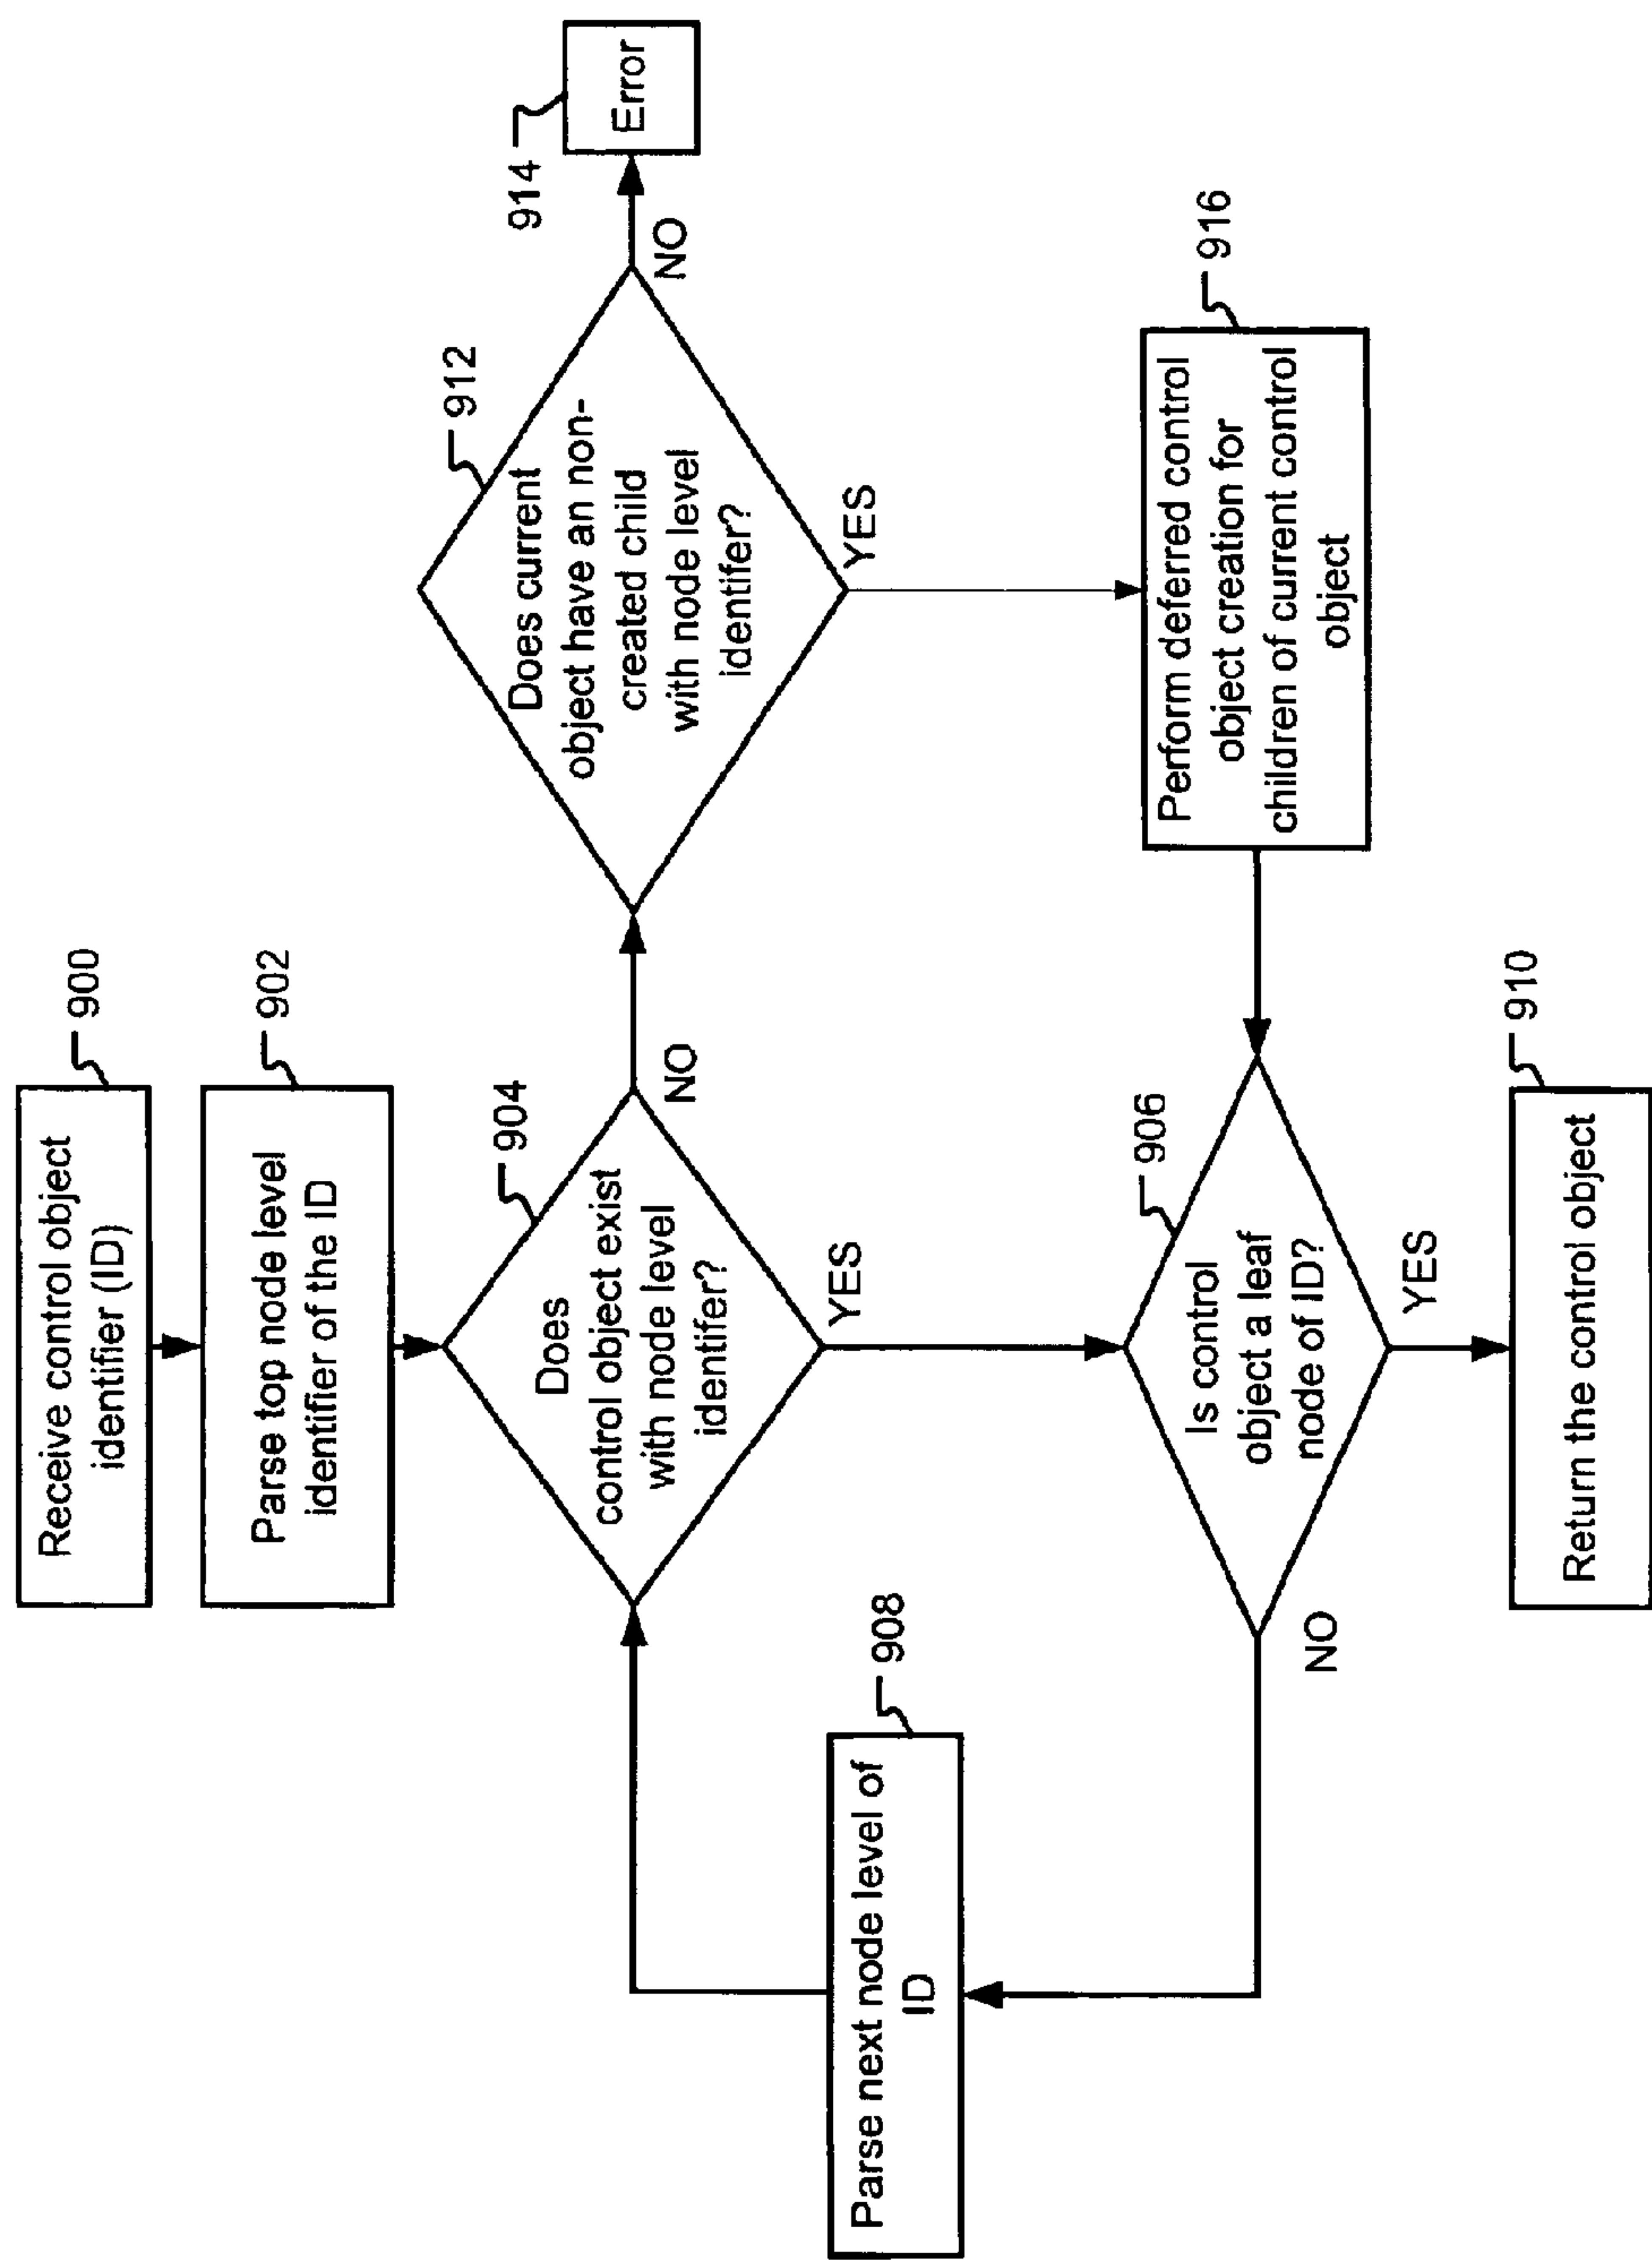 Receive control object
identifier (ID)
900
Parse top node level
identifier of the ID
902
Does
control object exist
with node level
identifer?
904
NO
YES
Does current
object have an non-
created child
with node level
identifer?
912
NO
YES
Error
914
Parse next node level of
ID
908
Is control
object a leaf
node of ID?
906
NO
YES
Perform deferred control
object creation for
children of current control
object
916
Return the control object
910